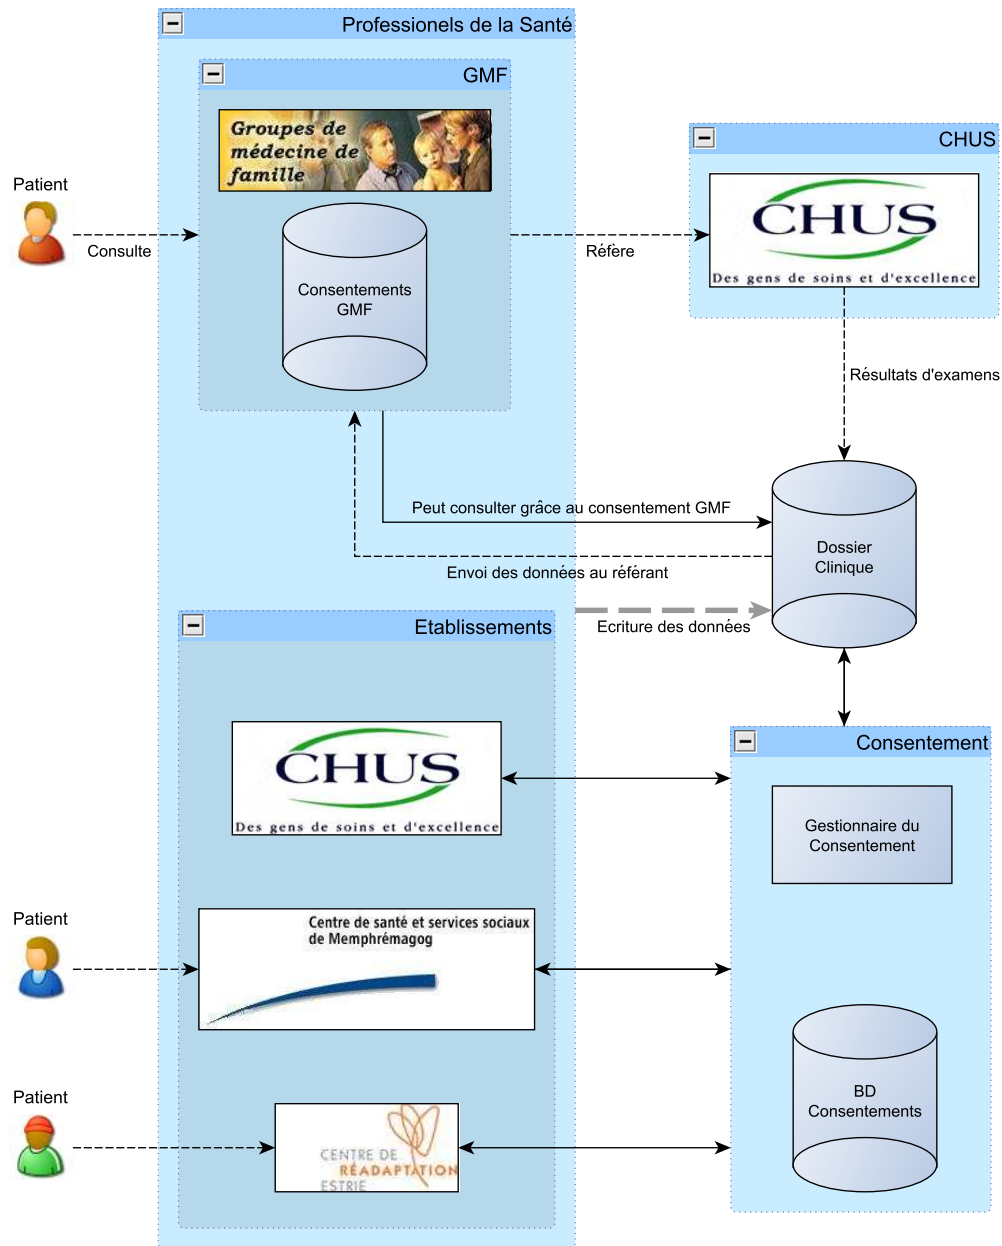 Professionels de la Santé
GMF
Groupes de
médecine de
famille
Consentements
GMF
Patient
Consulte
Réfère
CHUS
CHUS
Des gens de soins et d'excellence
Résultats d'examens
Peut consulter grâce au consentement GMF
Envoi des données au référant
Dossier
Clinique
Ecriture des données
Etablissements
CHUS
Des gens de soins et d'excellence
Patient
Centre de santé et services sociaux
de Memphrémagog
Patient
CENTRE DE
RÉADAPTATION
ESTRIE
Consentement
Gestionnaire du
Consentement
BD
Consentements